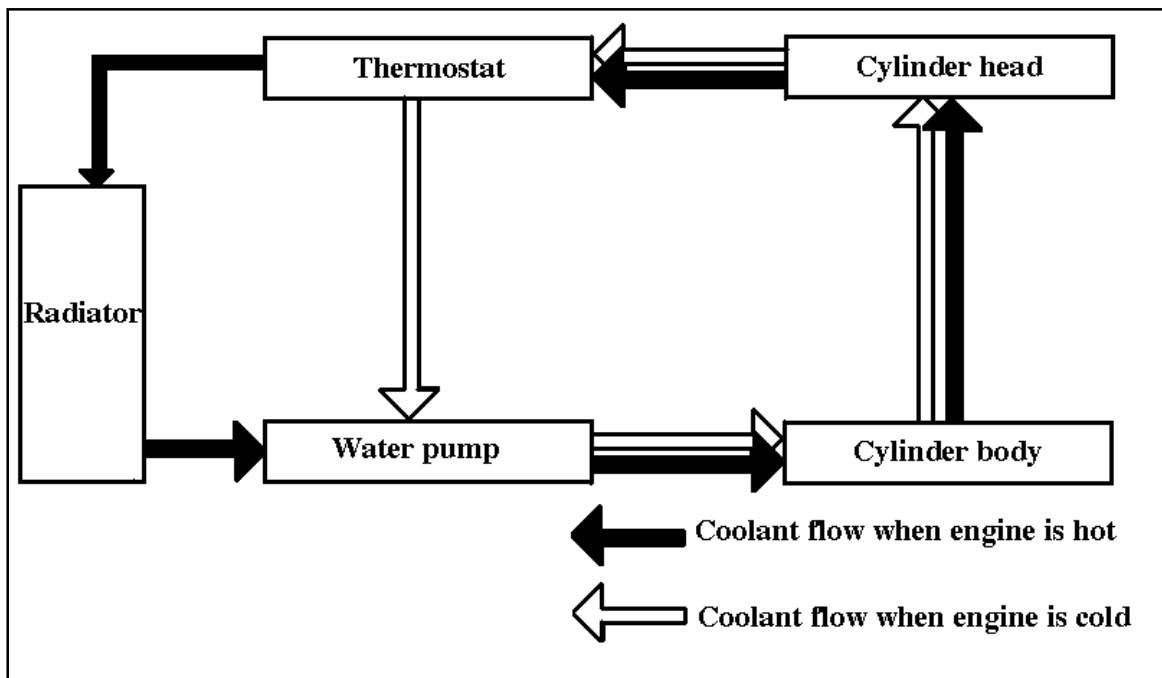 Thermostat
Cylinder head
Radiator
Water pump
Cylinder body
Coolant flow when engine is hot
Coolant flow when engine is cold